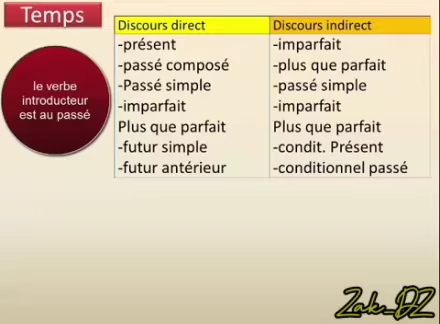 Temps
le verbe
introducteur
est au passé
Discours direct Discours indirect
-présent -imparfait
-passé composé -plus que parfait
-Passé simple -passé simple
-imparfait -imparfait
Plus que parfait Plus que parfait
-futur simple -condit. Présent
-futur antérieur -conditionnel passé
Zak_DZ